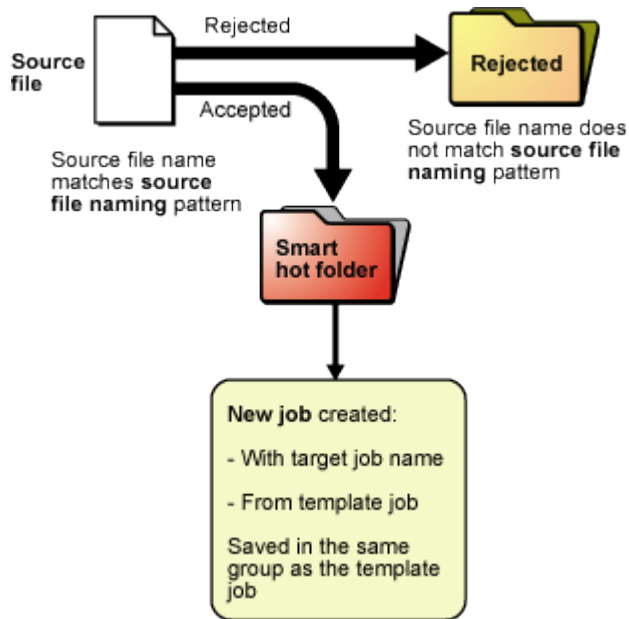 Rejected
Source
file
Rejected
Accepted
Source file name does
not match source file
naming pattern
Source file name
matches source
file naming pattern
Smart
hot folder
New job created:
- With target job name
- From template job
Saved in the same
group as the template
job